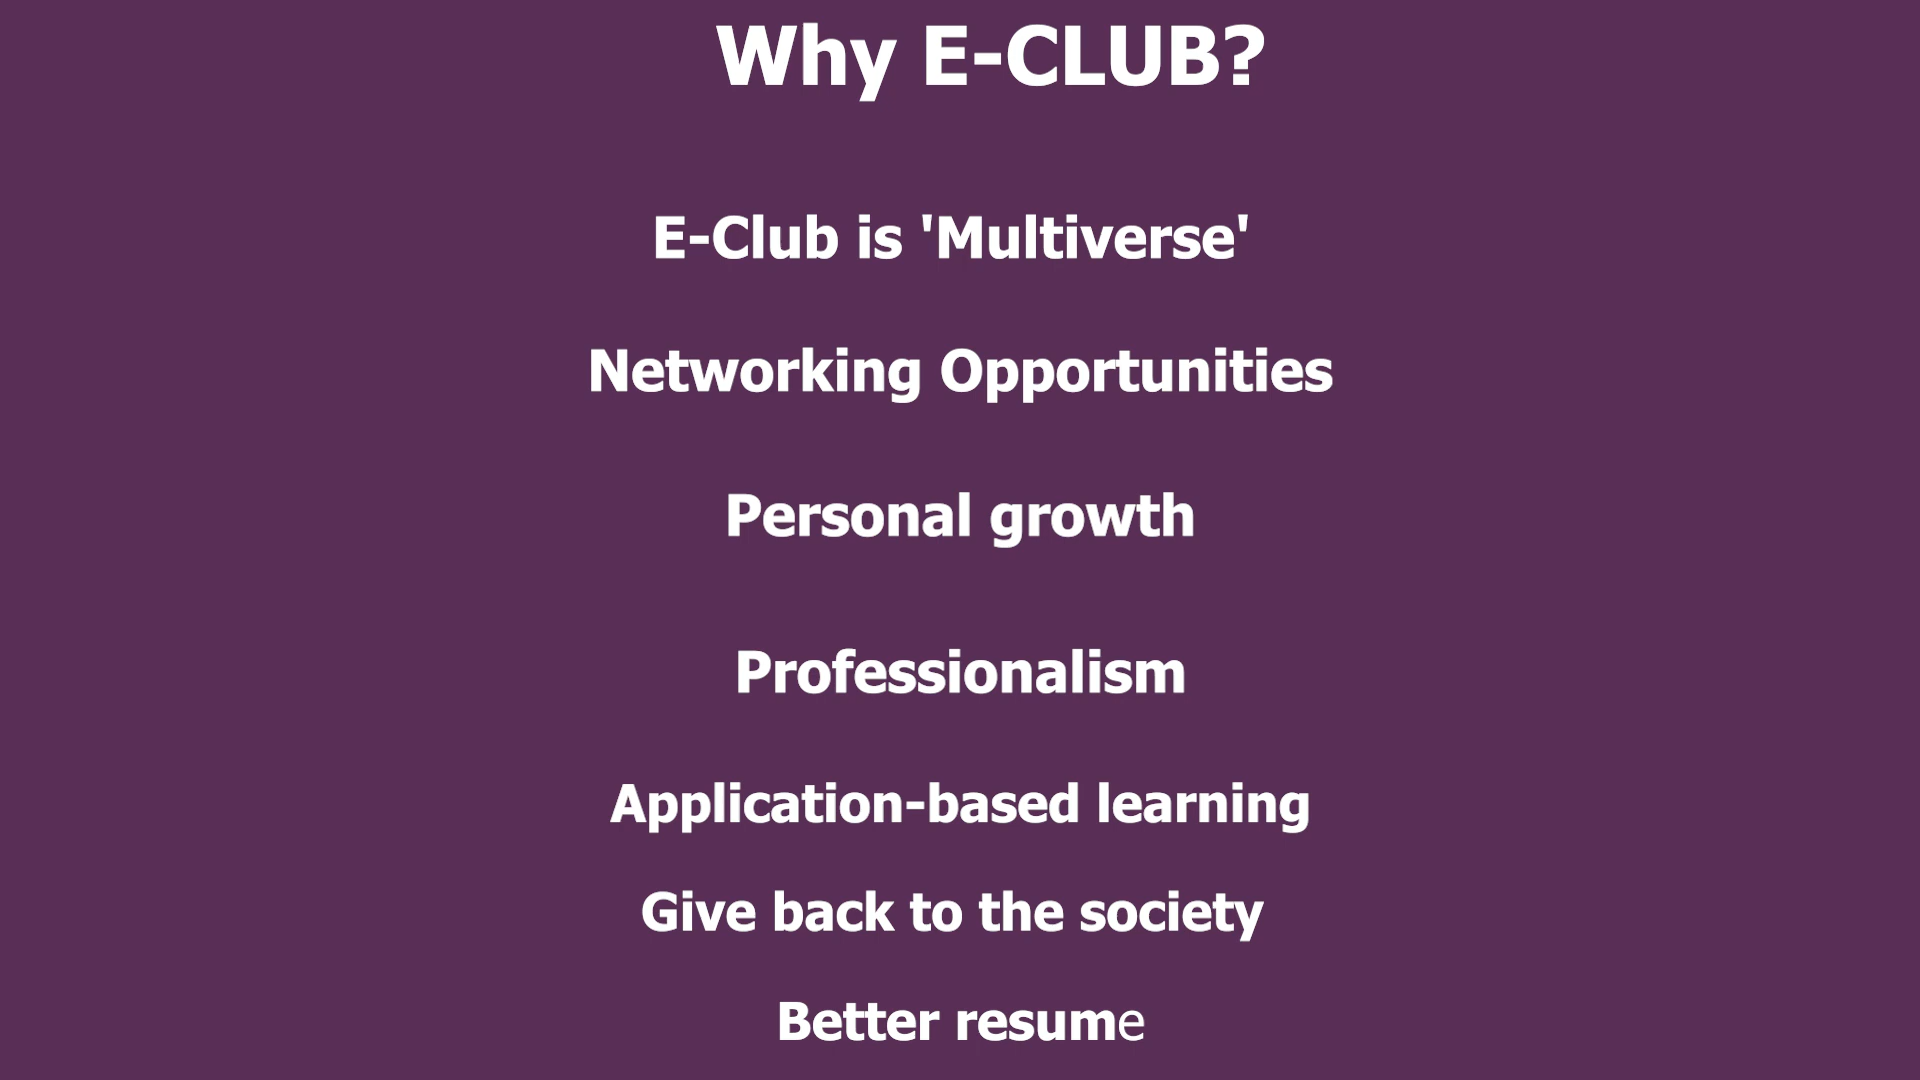 Why E-CLUB?
E-Club is 'Multiverse'
Networking Opportunities
Personal growth
Professionalism
Application-based learning
Give back to the society
Better resume